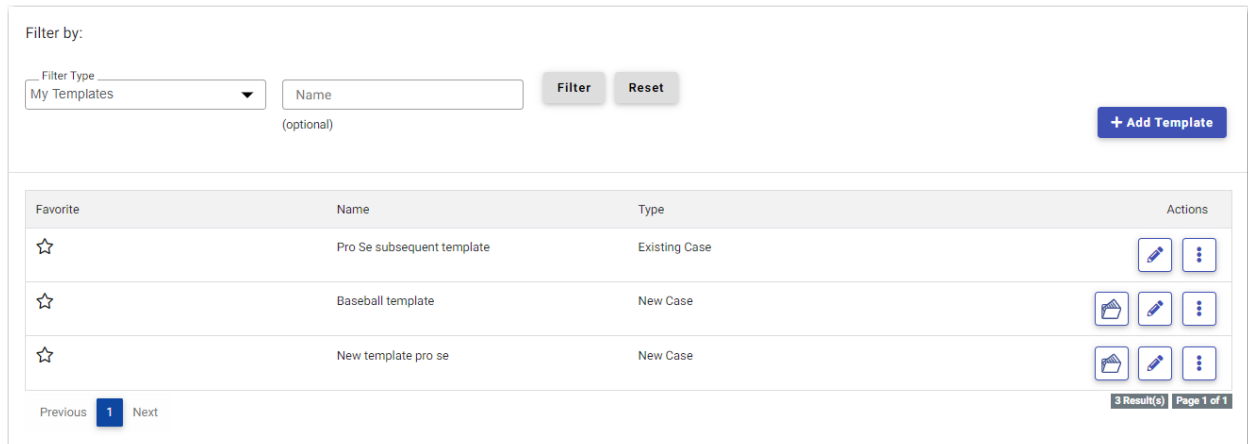 Filter by:
Filter Type
My Templates
Name
Filter Reset
(optional)
+ Add Template
Favorite Name Type Actions
Pro Se subsequent template Existing Case
Baseball template New Case
New template pro se New Case
3 Result(s) Page 1 of 1
Previous 1 Next